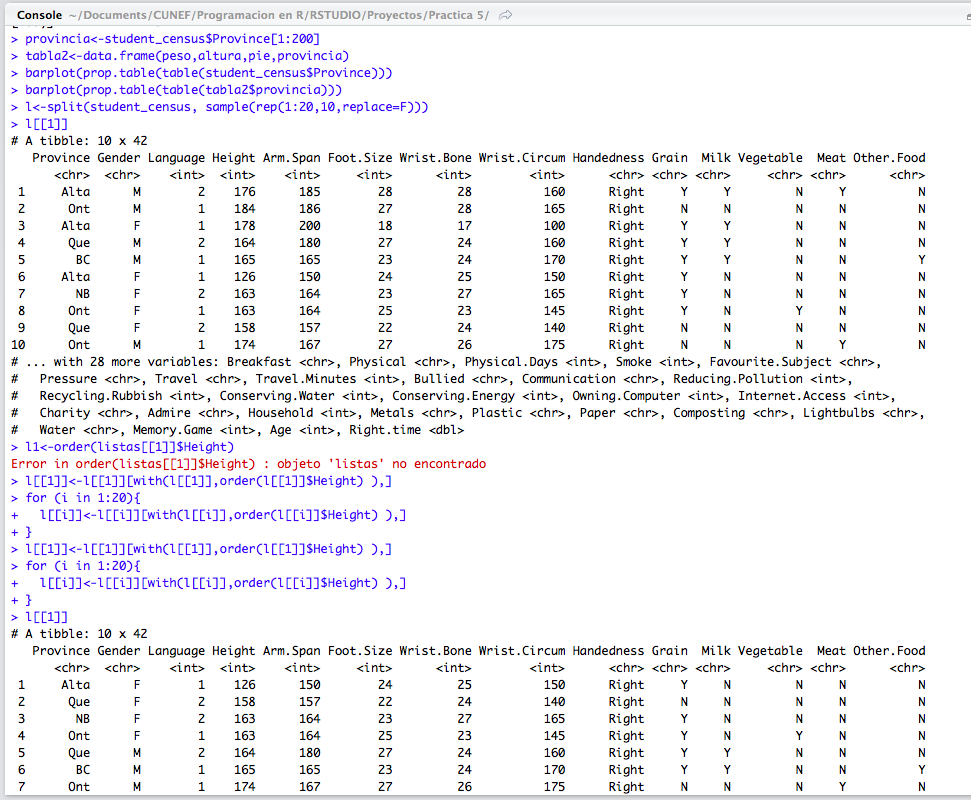 Console ~/Documents/CUNEF/Programacion en R/RSTUDIO/Proyectos/Practica 5/
> provincia<-student_census$Province[1:200]
> tabla2<-data.frame(peso,altura,pie,provincia)
> barplot(prop.table(table(student_census$Province)))
> barplot(prop.table(table(tabla2$provincia)))
> l<-split(student_census, sample(rep(1:20,10,replace=F)))
> l[[1]]
# A tibble: 10 x 42
Province Gender Language Height Arm.Span Foot.Size Wrist.Bone Wrist.Circum Handedness Grain Milk Vegetable Meat Other.Food
<chr> <chr> <int> <int> <int> <int> <int> <int> <chr> <chr> <chr> <chr> <chr> <chr>
1 Alta M 2 176 185 28 28 160 Right Y Y N Y N
2 Ont M 1 184 186 27 28 165 Right N N N N N
3 Alta F 1 178 200 18 17 100 Right Y Y N N N
4 Que M 2 164 180 27 24 160 Right Y Y N N N
5 BC M 1 165 165 23 24 170 Right Y Y N N Y
6 Alta F 1 126 150 24 25 150 Right Y N N N N
7 NB F 2 163 164 23 27 165 Right Y N N N N
8 Ont F 1 163 164 25 23 145 Right Y N Y N N
9 Que F 2 158 157 22 24 140 Right N N N N N
10 Ont M 1 174 167 27 26 175 Right N N N Y N
# ... with 28 more variables: Breakfast <chr>, Physical <chr>, Physical.Days <int>, Smoke <int>, Favourite.Subject <chr>,
# Pressure <chr>, Travel <chr>, Travel.Minutes <int>, Bullied <chr>, Communication <chr>, Reducing.Pollution <int>,
# Recycling.Rubbish <int>, Conserving.Water <int>, Conserving.Energy <int>, Owning.Computer <int>, Internet.Access <int>,
# Charity <chr>, Admire <chr>, Household <int>, Metals <chr>, Plastic <chr>, Paper <chr>, Composting <chr>, Lightbulbs <chr>,
# Water <chr>, Memory.Game <int>, Age <int>, Right.time <dbl>
> l1<-order(listas[[1]]$Height)
Error in order(listas[[1]]$Height) : objeto 'listas' no encontrado
> l[[1]]<-l[[1]][with(l[[1]],order(l[[1]]$Height) ),]
> for (i in 1:20){
+ l[[i]]<-l[[i]][with(l[[i]],order(l[[i]]$Height) ),]
+ }
> l[[1]]<-l[[1]][with(l[[1]],order(l[[1]]$Height) ),]
> for (i in 1:20){
+ l[[i]]<-l[[i]][with(l[[i]],order(l[[i]]$Height) ),]
+ }
> l[[1]]
# A tibble: 10 x 42
Province Gender Language Height Arm.Span Foot.Size Wrist.Bone Wrist.Circum Handedness Grain Milk Vegetable Meat Other.Food
<chr> <chr> <int> <int> <int> <int> <int> <int> <chr> <chr> <chr> <chr> <chr> <chr>
1 Alta F 1 126 150 24 25 150 Right Y N N N N
2 Que F 2 158 157 22 24 140 Right N N N N N
3 NB F 2 163 164 23 27 165 Right Y N N N N
4 Ont F 1 163 164 25 23 145 Right Y N Y N N
5 Que M 2 164 180 27 24 160 Right Y Y N N N
6 BC M 1 165 165 23 24 170 Right Y Y N N Y
7 Ont M 1 174 167 27 26 175 Right N N N Y N